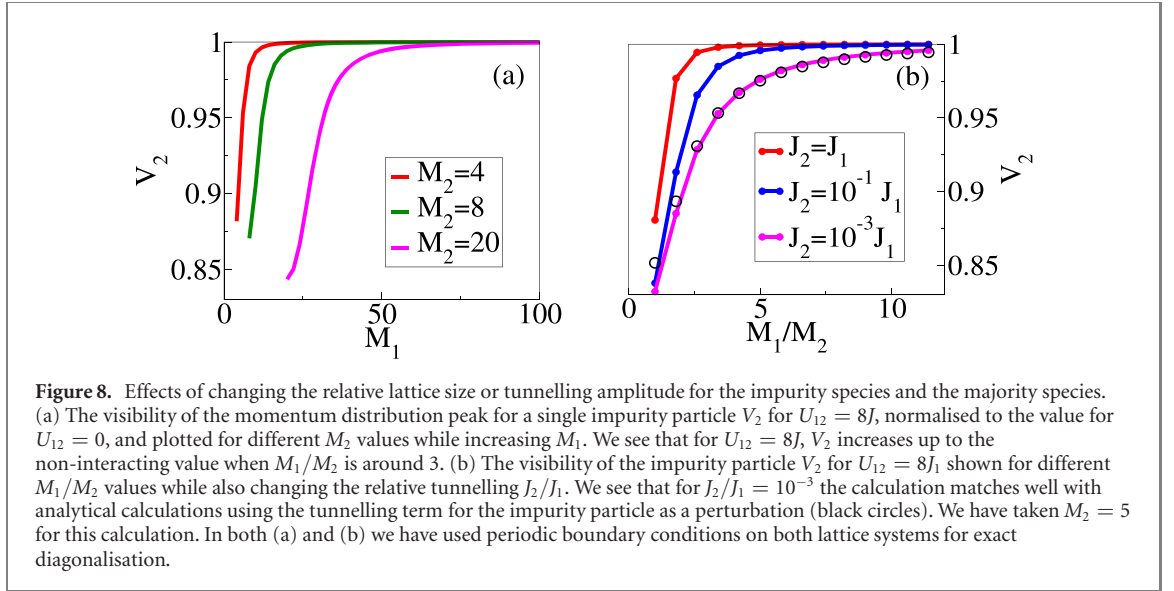 1
0.95
0.9
0.85
V₂
(a)
M₂=4
M₂=8
M₂=20
0
50
100
M₁
(b)
J₂=J₁
J₂=10⁻¹ J₁
J₂=10⁻³J₁
1
0.95
0.9
0.85
V₂
0
5
10
M₁/M₂
Figure 8. Effects of changing the relative lattice size or tunnelling amplitude for the impurity species and the majority species.
(a) The visibility of the momentum distribution peak for a single impurity particle V₂ for U₁₂ = 8J, normalised to the value for
U₁₂ = 0, and plotted for different M₂ values while increasing M₁. We see that for U₁₂ = 8J, V₂ increases up to the
non-interacting value when M₁/M₂ is around 3. (b) The visibility of the impurity particle V₂ for U₁₂ = 8J₁ shown for different
M₁/M₂ values while also changing the relative tunnelling J₂/J₁. We see that for J₂/J₁ = 10⁻³ the calculation matches well with
analytical calculations using the tunnelling term for the impurity particle as a perturbation (black circles). We have taken M₂ = 5
for this calculation. In both (a) and (b) we have used periodic boundary conditions on both lattice systems for exact
diagonalisation.